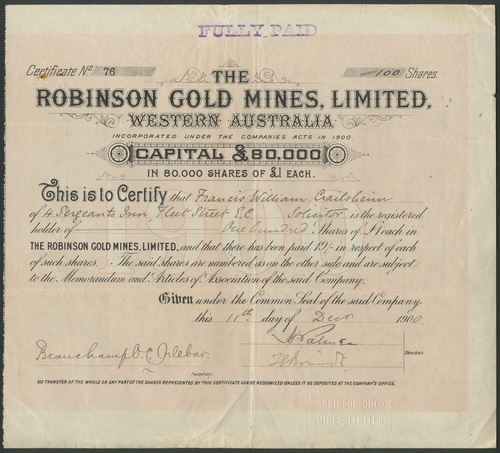 FULLY PAID
Certificate No 76
100 Shares.
THE
ROBINSON GOLD MINES, LIMITED,
WESTERN AUSTRALIA
INCORPORATED UNDER THE COMPANIES ACTS IN 1900.
CAPITAL £80,000
IN 80,000 SHARES OF £1 EACH.
This is to Certify that Francis William Crailsheim
of 4 Sergeants Inn Fleet Street E.C. Solicitor is the registered
holder of One hundred Shares of £1 each in
THE ROBINSON GOLD MINES, LIMITED, and that there has been paid 19/- in respect of each
of such shares. The said shares are numbered as on the other side and are subject
to the Memorandum and Articles of Association of the said Company.
Given under the Common Seal of the said Company
this 11th day of Decr 1900
Palmer
Directors
Beauchamp C. Orlebar
Secretary
NO TRANSFER OF THE WHOLE OR ANY PART OF THE SHARES REPRESENTED BY THIS CERTIFICATE CAN BE RECOGNIZED UNLESS IT BE DEPOSITED AT THE COMPANY'S OFFICE.
ROBINSON GOLD
MINES LIMITED